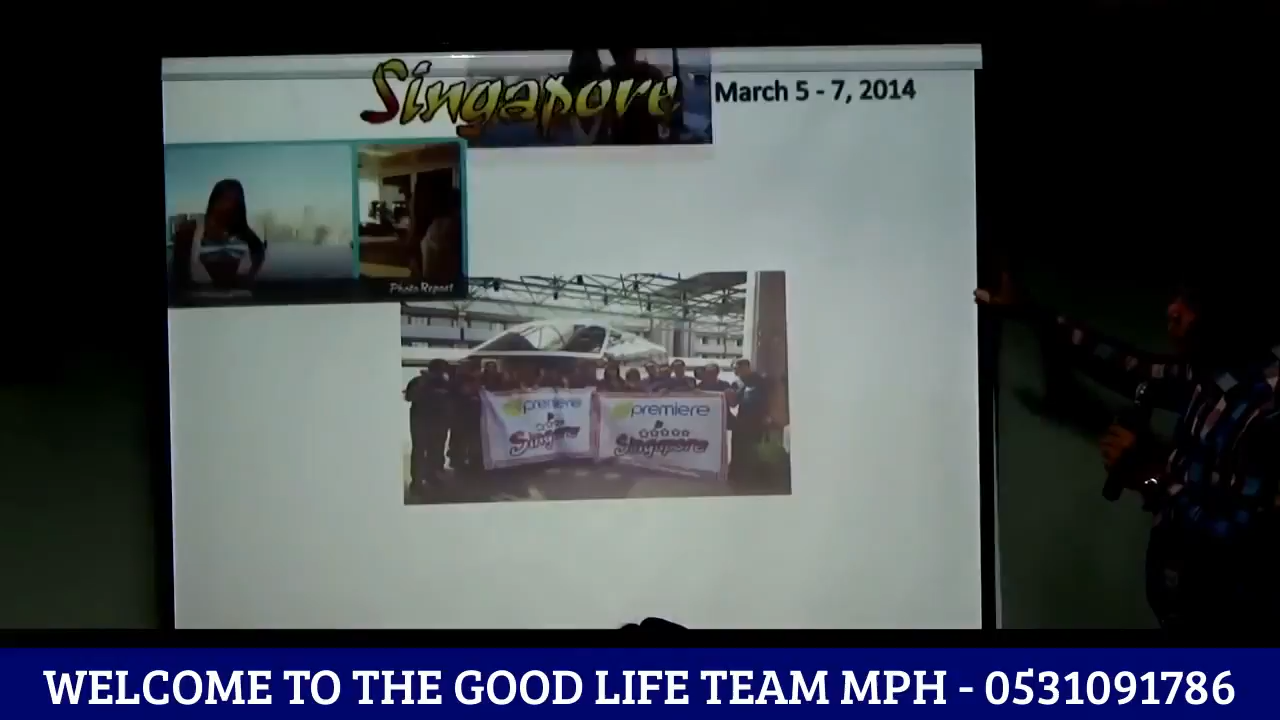 Singapore
March 5 - 7, 2014
Photo Report
premiere
Singapore
premiere
Singapore
WELCOME TO THE GOOD LIFE TEAM MPH - 0531091786